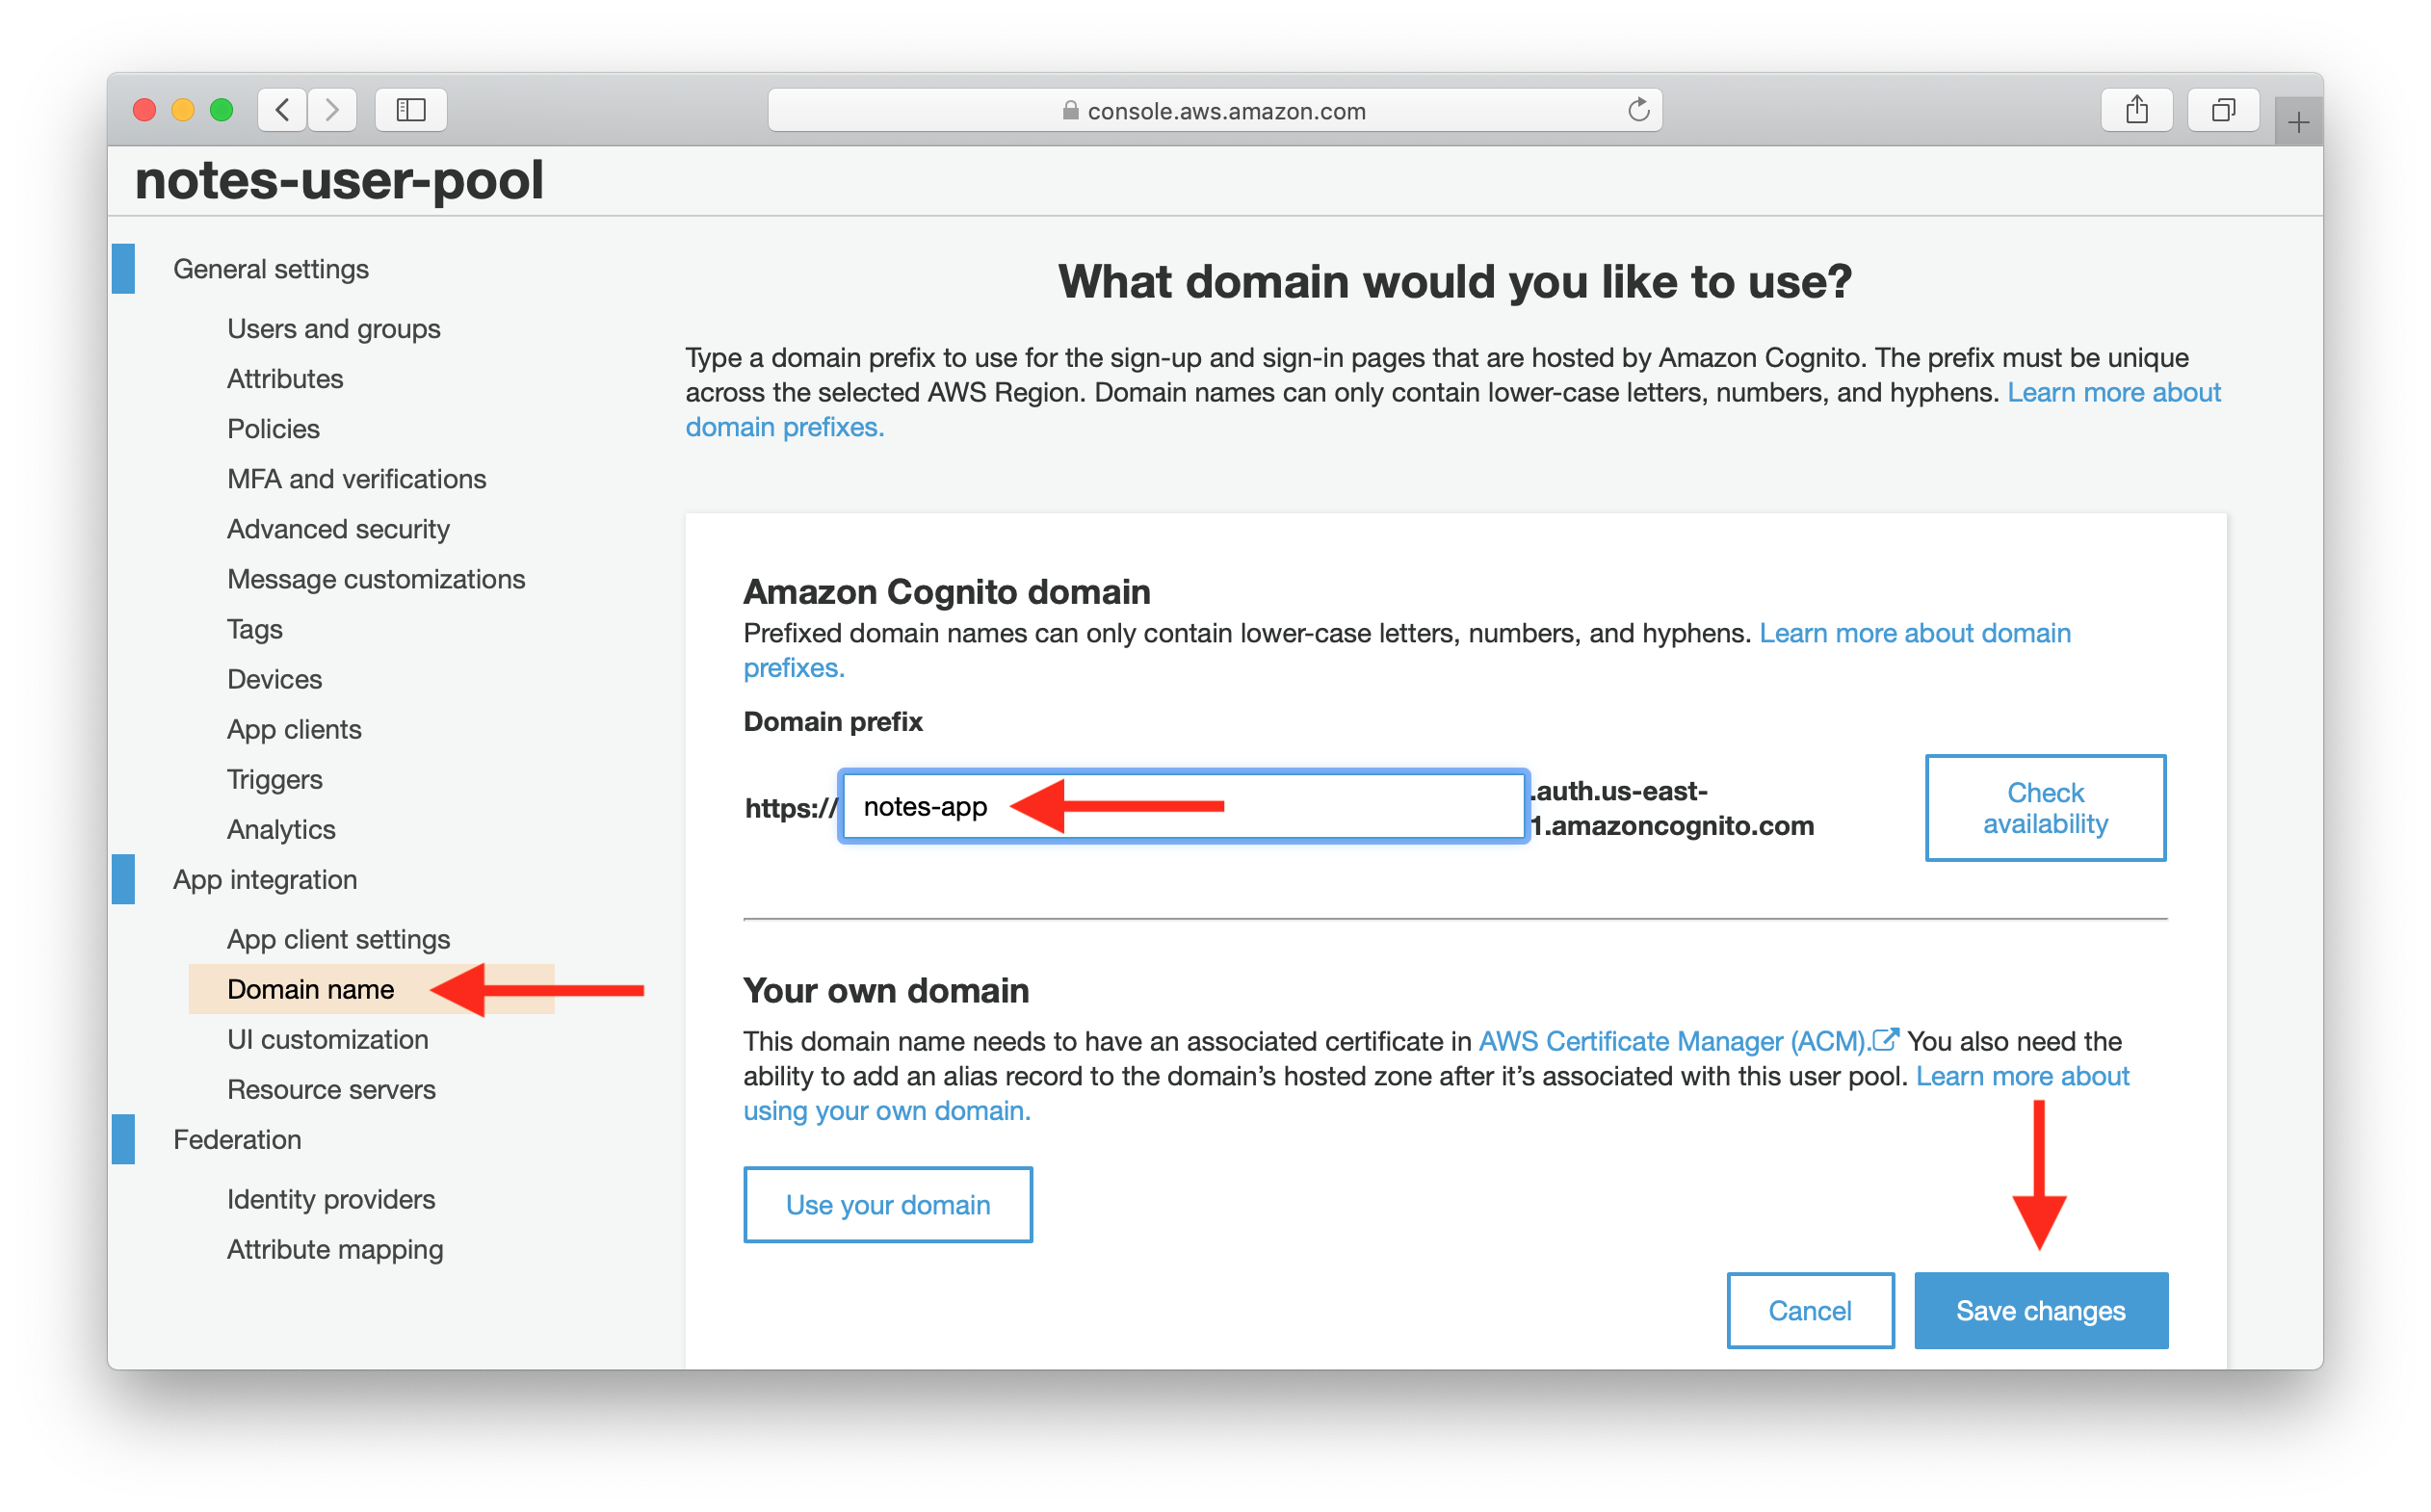 console.aws.amazon.com
notes-user-pool
General settings
Users and groups
Attributes
Policies
MFA and verifications
Advanced security
Message customizations
Tags
Devices
App clients
Triggers
Analytics
App integration
App client settings
Domain name
UI customization
Resource servers
Federation
Identity providers
Attribute mapping
What domain would you like to use?
Type a domain prefix to use for the sign-up and sign-in pages that are hosted by Amazon Cognito. The prefix must be unique
across the selected AWS Region. Domain names can only contain lower-case letters, numbers, and hyphens. Learn more about
domain prefixes.
Amazon Cognito domain
Prefixed domain names can only contain lower-case letters, numbers, and hyphens. Learn more about domain
prefixes.
Domain prefix
https://
notes-app
.auth.us-east-
1.amazoncognito.com
Check
availability
Your own domain
This domain name needs to have an associated certificate in AWS Certificate Manager (ACM). You also need the
ability to add an alias record to the domain’s hosted zone after it’s associated with this user pool. Learn more about
using your own domain.
Use your domain
Cancel
Save changes